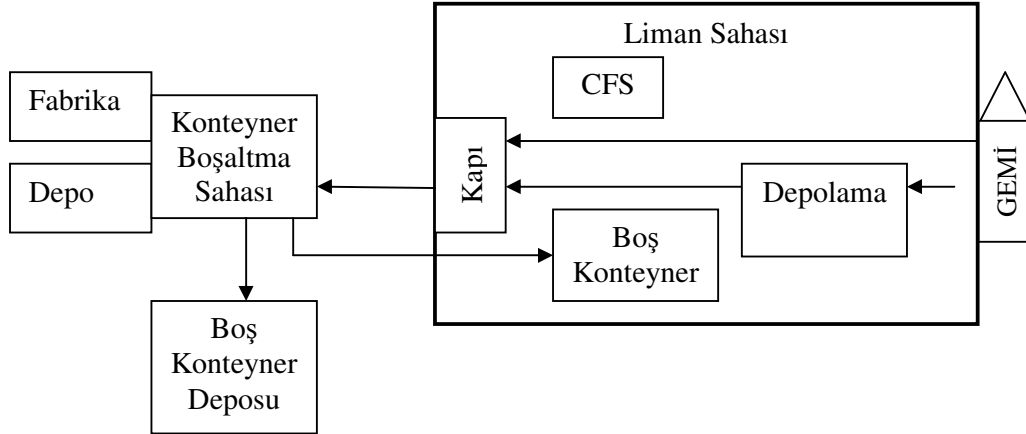 Liman Sahası
CFS
Fabrika
Depo
Konteyner
Boşaltma
Sahası
Kapı
Depolama
GEMİ
Boş
Konteyner
Boş
Konteyner
Deposu